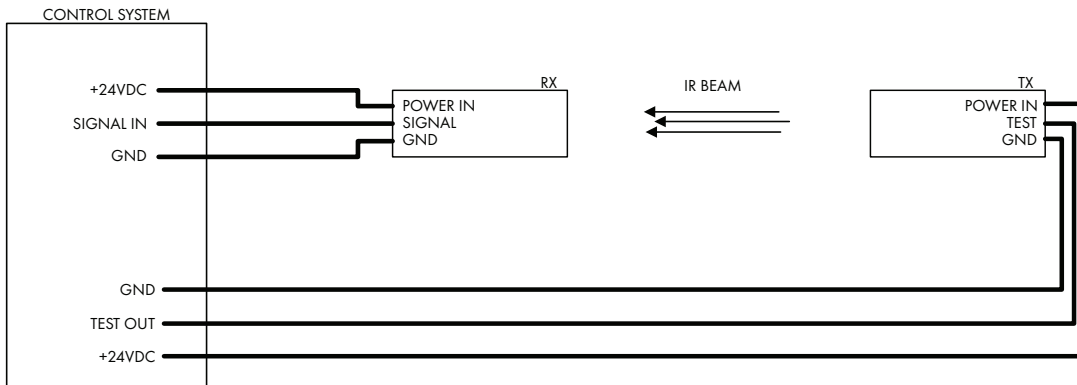 CONTROL SYSTEM
+24VDC
SIGNAL IN
GND
GND
TEST OUT
+24VDC
RX
POWER IN
SIGNAL
GND
IR BEAM
TX
POWER IN
TEST
GND